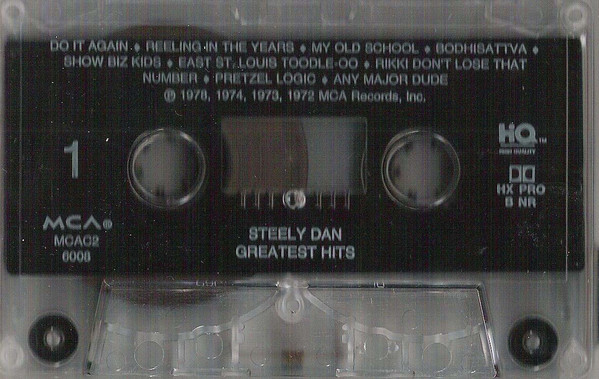 DO IT AGAIN ♦ REELING IN THE YEARS ♦ MY OLD SCHOOL ♦ BODHISATTVA ♦
SHOW BIZ KIDS ♦ EAST ST. LOUIS TOODLE-OO ♦ RIKKI DON'T LOSE THAT
NUMBER ♦ PRETZEL LOGIC ♦ ANY MAJOR DUDE
℗ 1978, 1974, 1973, 1972 MCA Records, Inc.
1
HQ™
HIGH QUALITY
HX PRO
B NR
MCA®
MCAC2
6008
STEELY DAN
GREATEST HITS